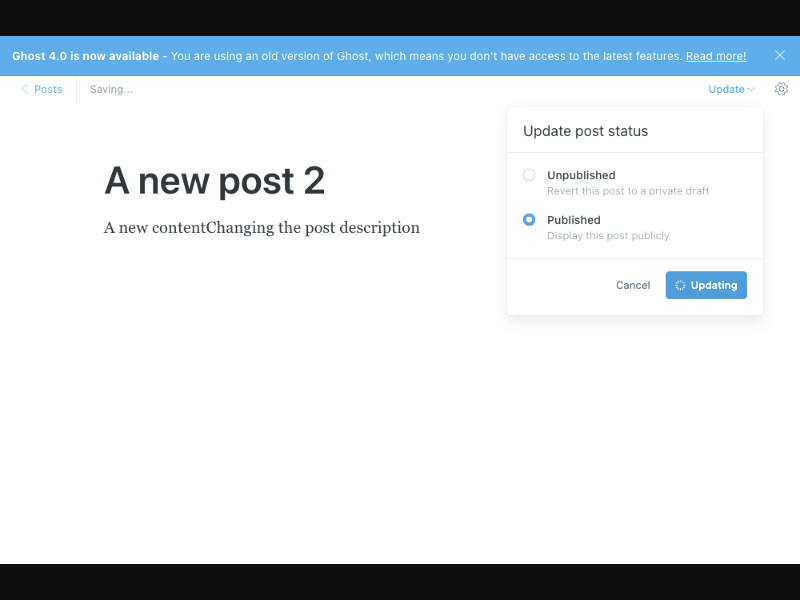 Ghost 4.0 is now available - You are using an old version of Ghost, which means you don't have access to the latest features. Read more!
Posts Saving... Update
Update post status
Unpublished
Revert this post to a private draft
Published
Display this post publicly
Cancel Updating
A new post 2
A new contentChanging the post description